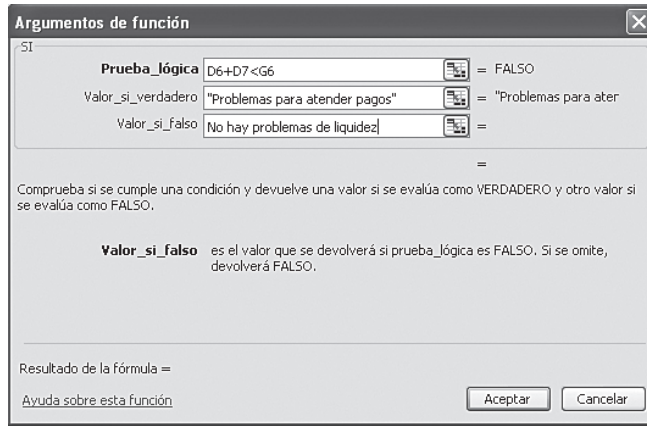 Argumentos de función
SI
Prueba_lógica D6+D7<G6 = FALSO
Valor_si_verdadero "Problemas para atender pagos" = "Problemas para ater
Valor_si_falso No hay problemas de liquidez =
=
Comprueba si se cumple una condición y devuelve una valor si se evalúa como VERDADERO y otro valor si
se evalúa como FALSO.
Valor_si_falso es el valor que se devolverá si prueba_lógica es FALSO. Si se omite,
devolverá FALSO.
Resultado de la fórmula =
Ayuda sobre esta función Aceptar Cancelar